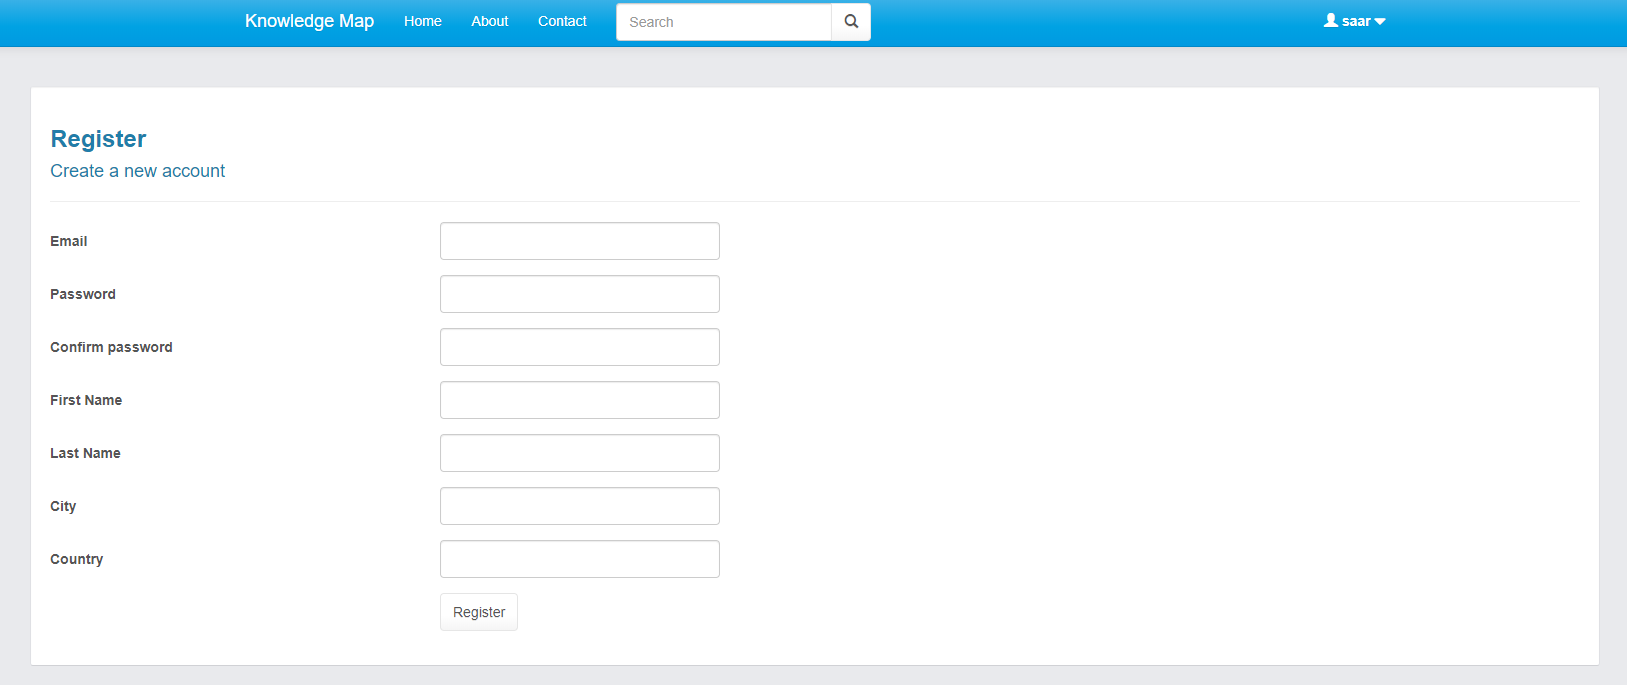 Knowledge Map Home About Contact Search saar
Register
Create a new account
Email
Password
Confirm password
First Name
Last Name
City
Country
Register